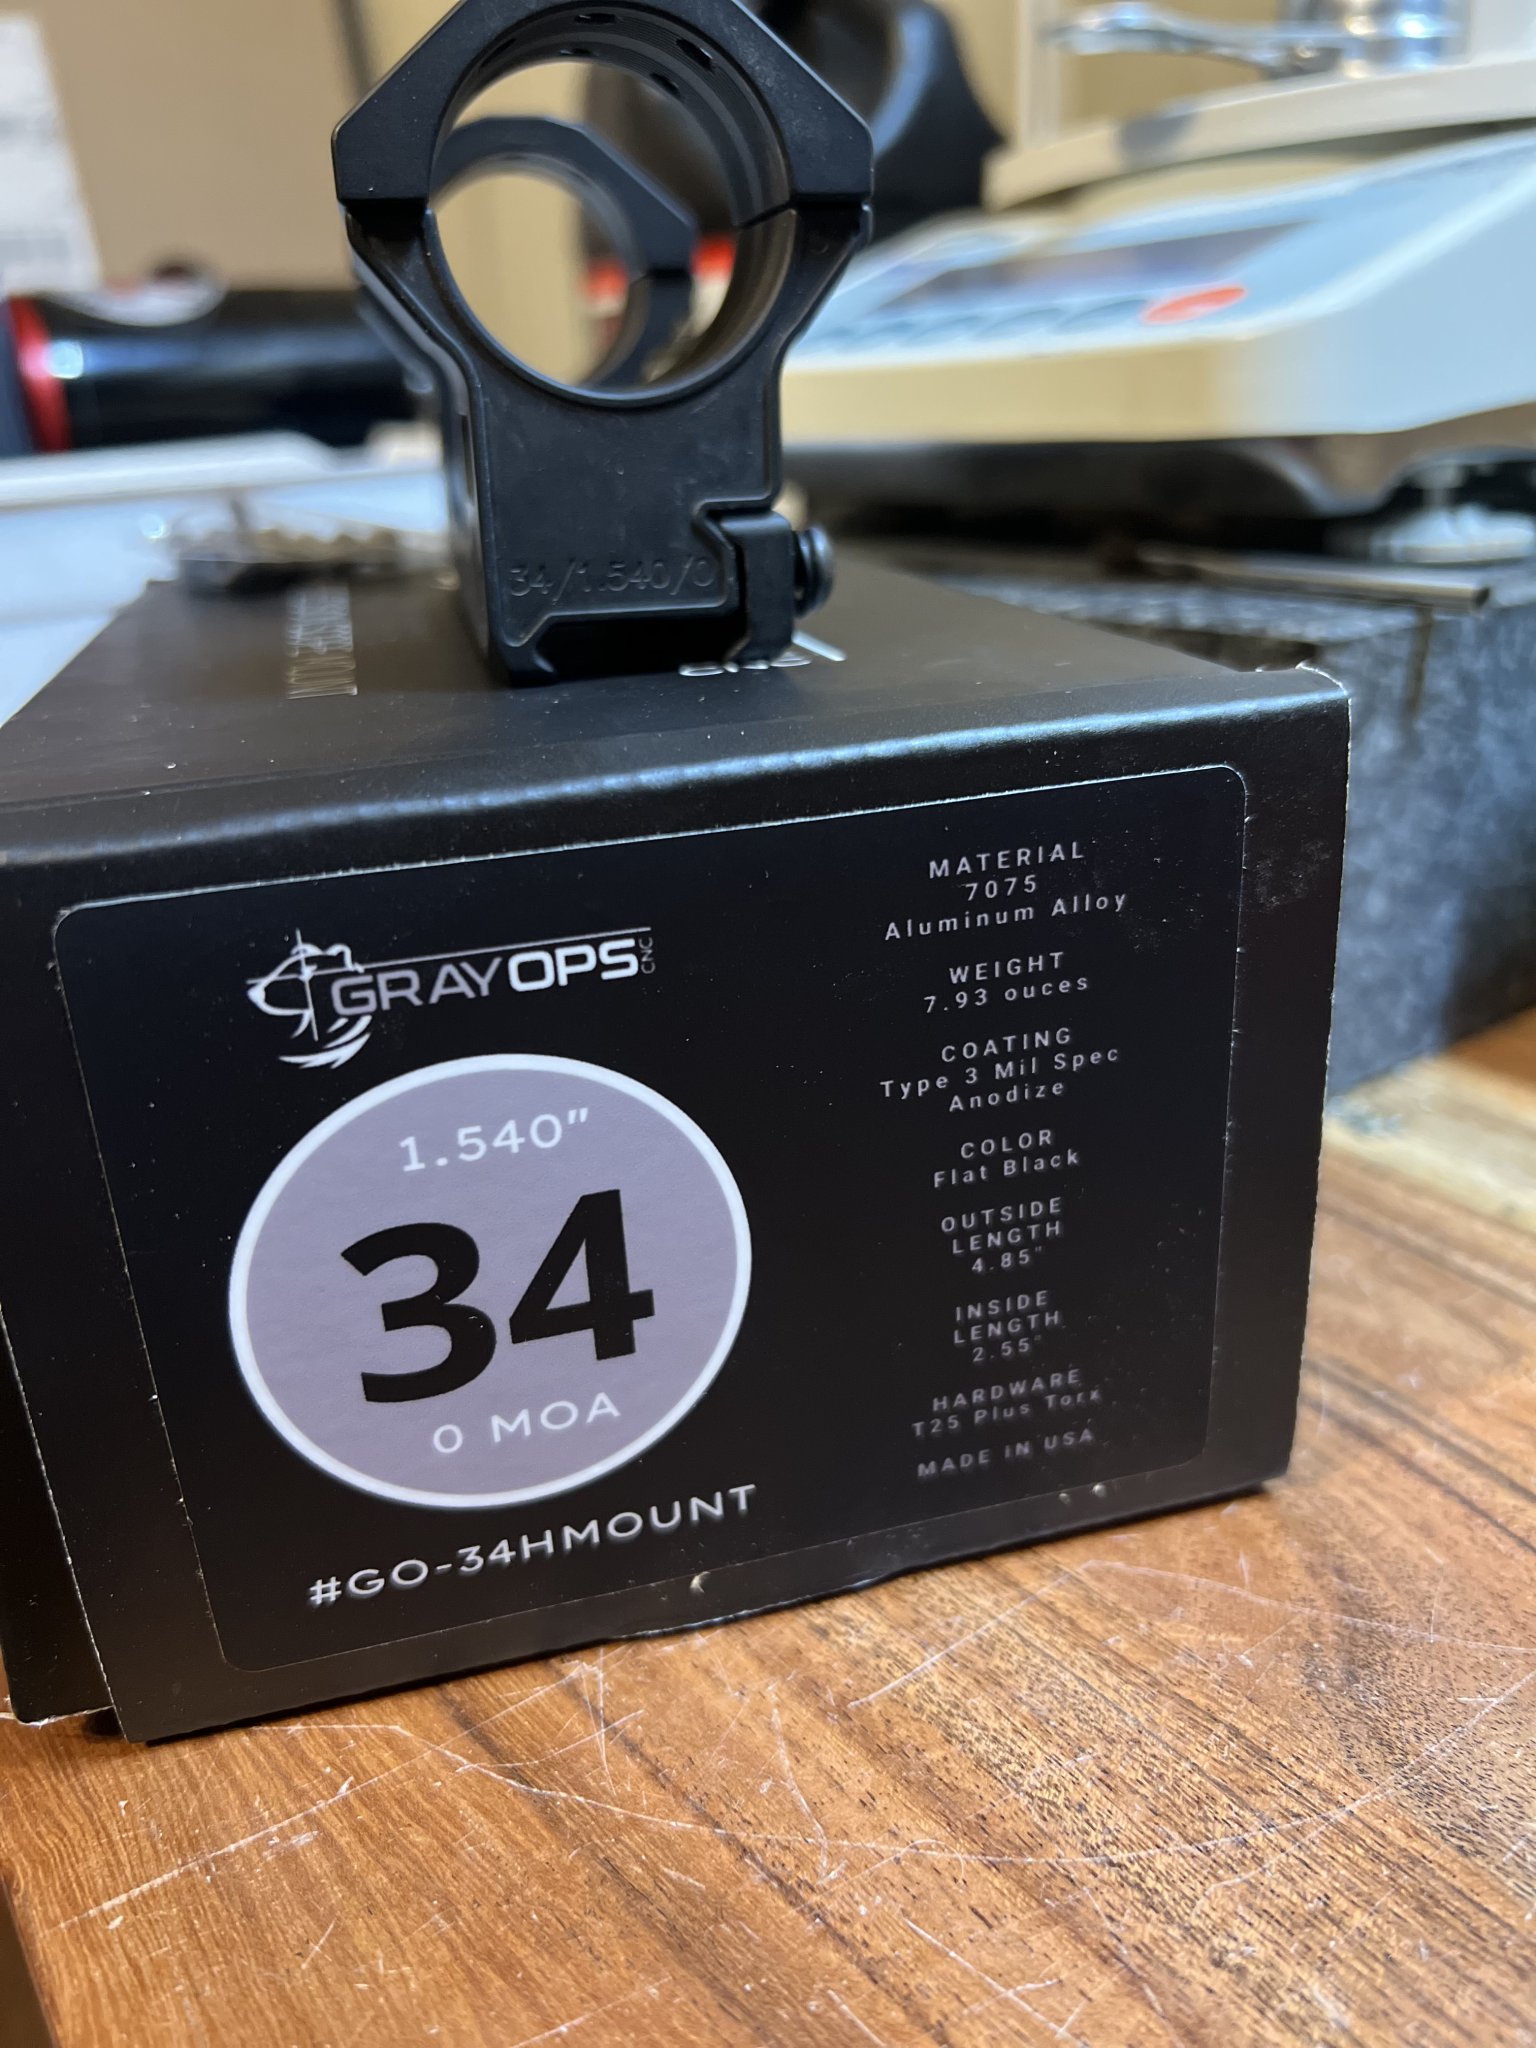 34/1.540/0
GRAYOPS CNC
1.540"
34
0 MOA
#GO-34HMOUNT
MATERIAL
7075
Aluminum Alloy
WEIGHT
7.93 ouces
COATING
Type 3 Mil Spec
Anodize
COLOR
Flat Black
OUTSIDE
LENGTH
4.85"
INSIDE
LENGTH
2.55"
HARDWARE
T25 Plus Torx
MADE IN USA